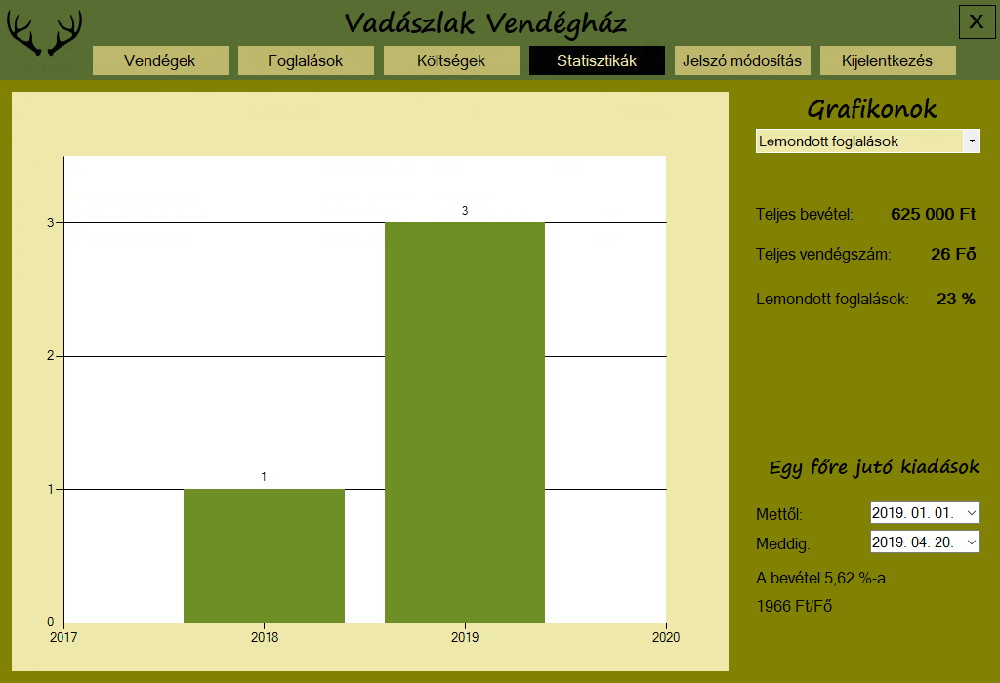 Vadászlak Vendégház
X
Vendégek Foglalások Költségek Statisztikák Jelszó módosítás Kijelentkezés
Grafikonok
Lemondott foglalások
Teljes bevétel: 625 000 Ft
Teljes vendégszám: 26 Fő
Lemondott foglalások: 23 %
3
3
2
1
1
0
2017 2018 2019 2020
Egy főre jutó kiadások
Mettől: 2019. 01. 01.
Meddig: 2019. 04. 20.
A bevétel 5,62 %-a
1966 Ft/Fő